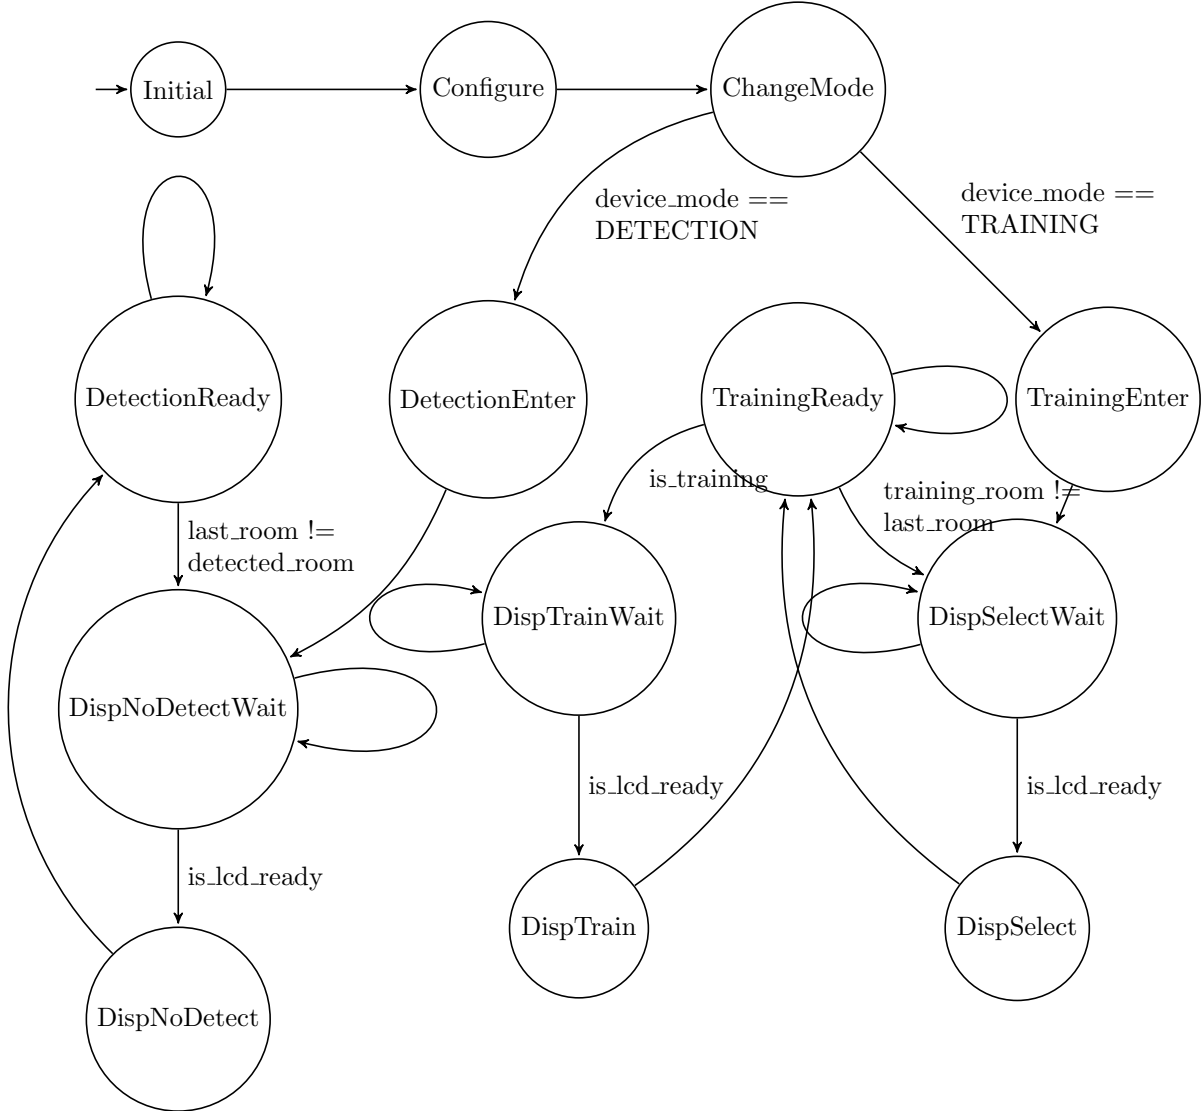 Initial
Configure
ChangeMode
device_mode ==
DETECTION
device_mode ==
TRAINING
DetectionReady
DetectionEnter
TrainingReady
TrainingEnter
is_training
training_room !=
last_room
last_room !=
detected_room
DispTrainWait
DispSelectWait
DispNoDetectWait
is_lcd_ready
is_lcd_ready
is_lcd_ready
DispTrain
DispSelect
DispNoDetect